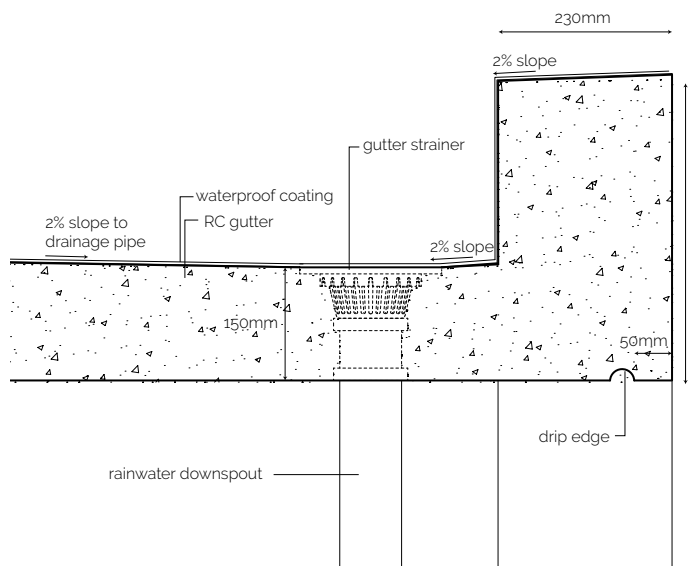 230mm
2% slope
gutter strainer
waterproof coating
RC gutter
2% slope to
drainage pipe
2% slope
150mm
50mm
drip edge
rainwater downspout